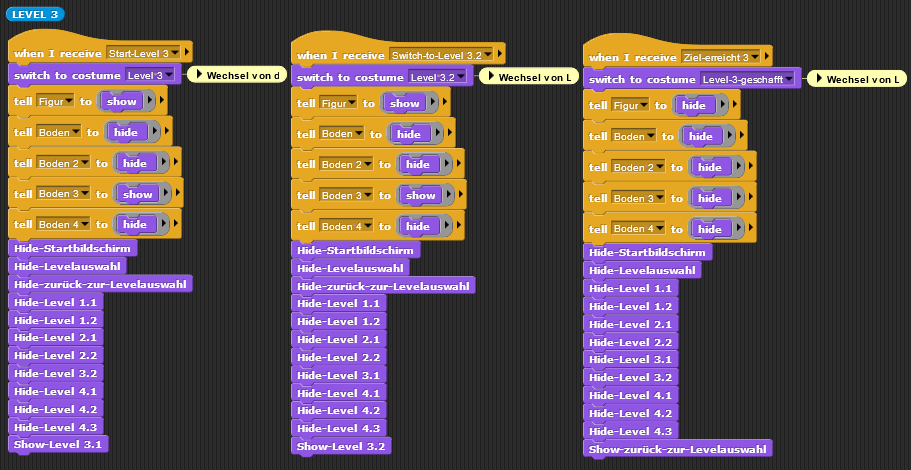 LEVEL 3
when I receive Start-Level 3
switch to costume Level 3
Wechsel von d
tell Figur to show
tell Boden to hide
tell Boden 2 to hide
tell Boden 3 to show
tell Boden 4 to hide
Hide-Startbildschirm
Hide-Levelauswahl
Hide-zurück-zur-Levelauswahl
Hide-Level 1.1
Hide-Level 1.2
Hide-Level 2.1
Hide-Level 2.2
Hide-Level 3.2
Hide-Level 4.1
Hide-Level 4.2
Hide-Level 4.3
Show-Level 3.1
when I receive Switch-to-Level 3.2
switch to costume Level 3.2
Wechsel von L
tell Figur to show
tell Boden to hide
tell Boden 2 to hide
tell Boden 3 to show
tell Boden 4 to hide
Hide-Startbildschirm
Hide-Levelauswahl
Hide-zurück-zur-Levelauswahl
Hide-Level 1.1
Hide-Level 1.2
Hide-Level 2.1
Hide-Level 2.2
Hide-Level 3.1
Hide-Level 4.1
Hide-Level 4.2
Hide-Level 4.3
Show-Level 3.2
when I receive Ziel-erreicht 3
switch to costume Level-3-geschafft
Wechsel von L
tell Figur to hide
tell Boden to hide
tell Boden 2 to hide
tell Boden 3 to hide
tell Boden 4 to hide
Hide-Startbildschirm
Hide-Levelauswahl
Hide-Level 1.1
Hide-Level 1.2
Hide-Level 2.1
Hide-Level 2.2
Hide-Level 3.1
Hide-Level 3.2
Hide-Level 4.1
Hide-Level 4.2
Hide-Level 4.3
Show-zurück-zur-Levelauswahl